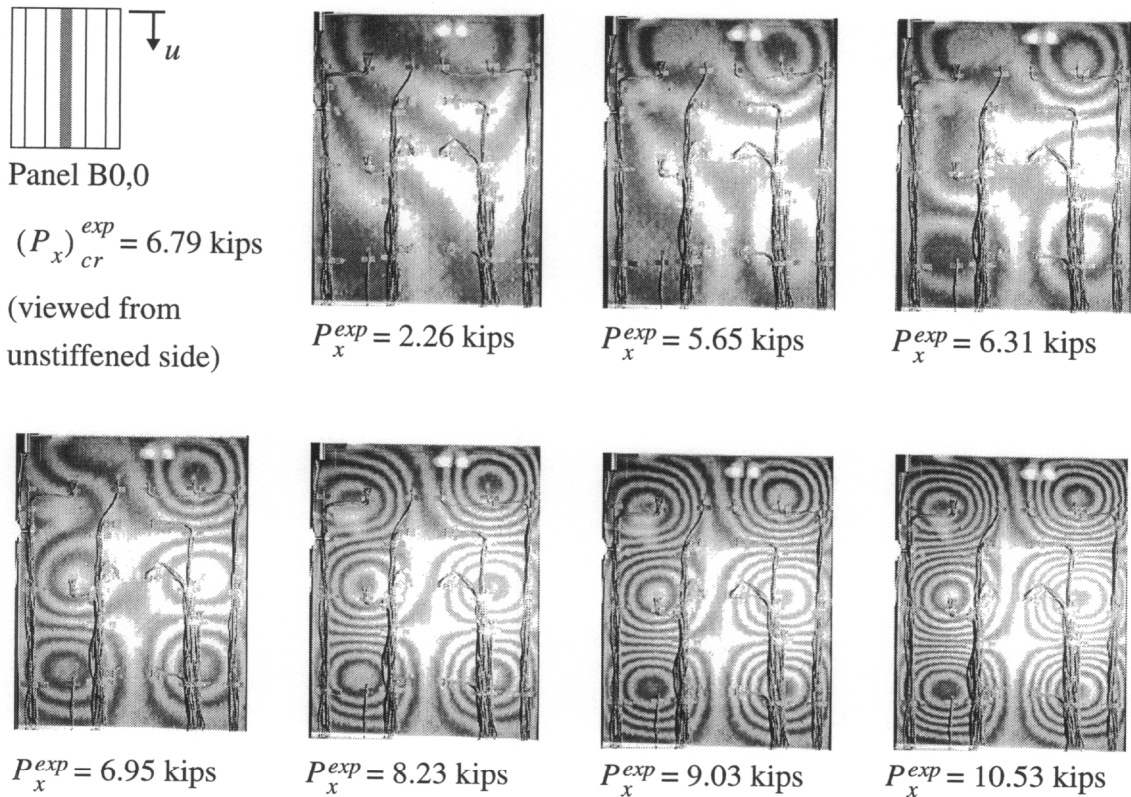 u
Panel B0,0
(P_x)_cr^exp = 6.79 kips
(viewed from
unstiffened side)
P_x^exp = 2.26 kips
P_x^exp = 5.65 kips
P_x^exp = 6.31 kips
P_x^exp = 6.95 kips
P_x^exp = 8.23 kips
P_x^exp = 9.03 kips
P_x^exp = 10.53 kips